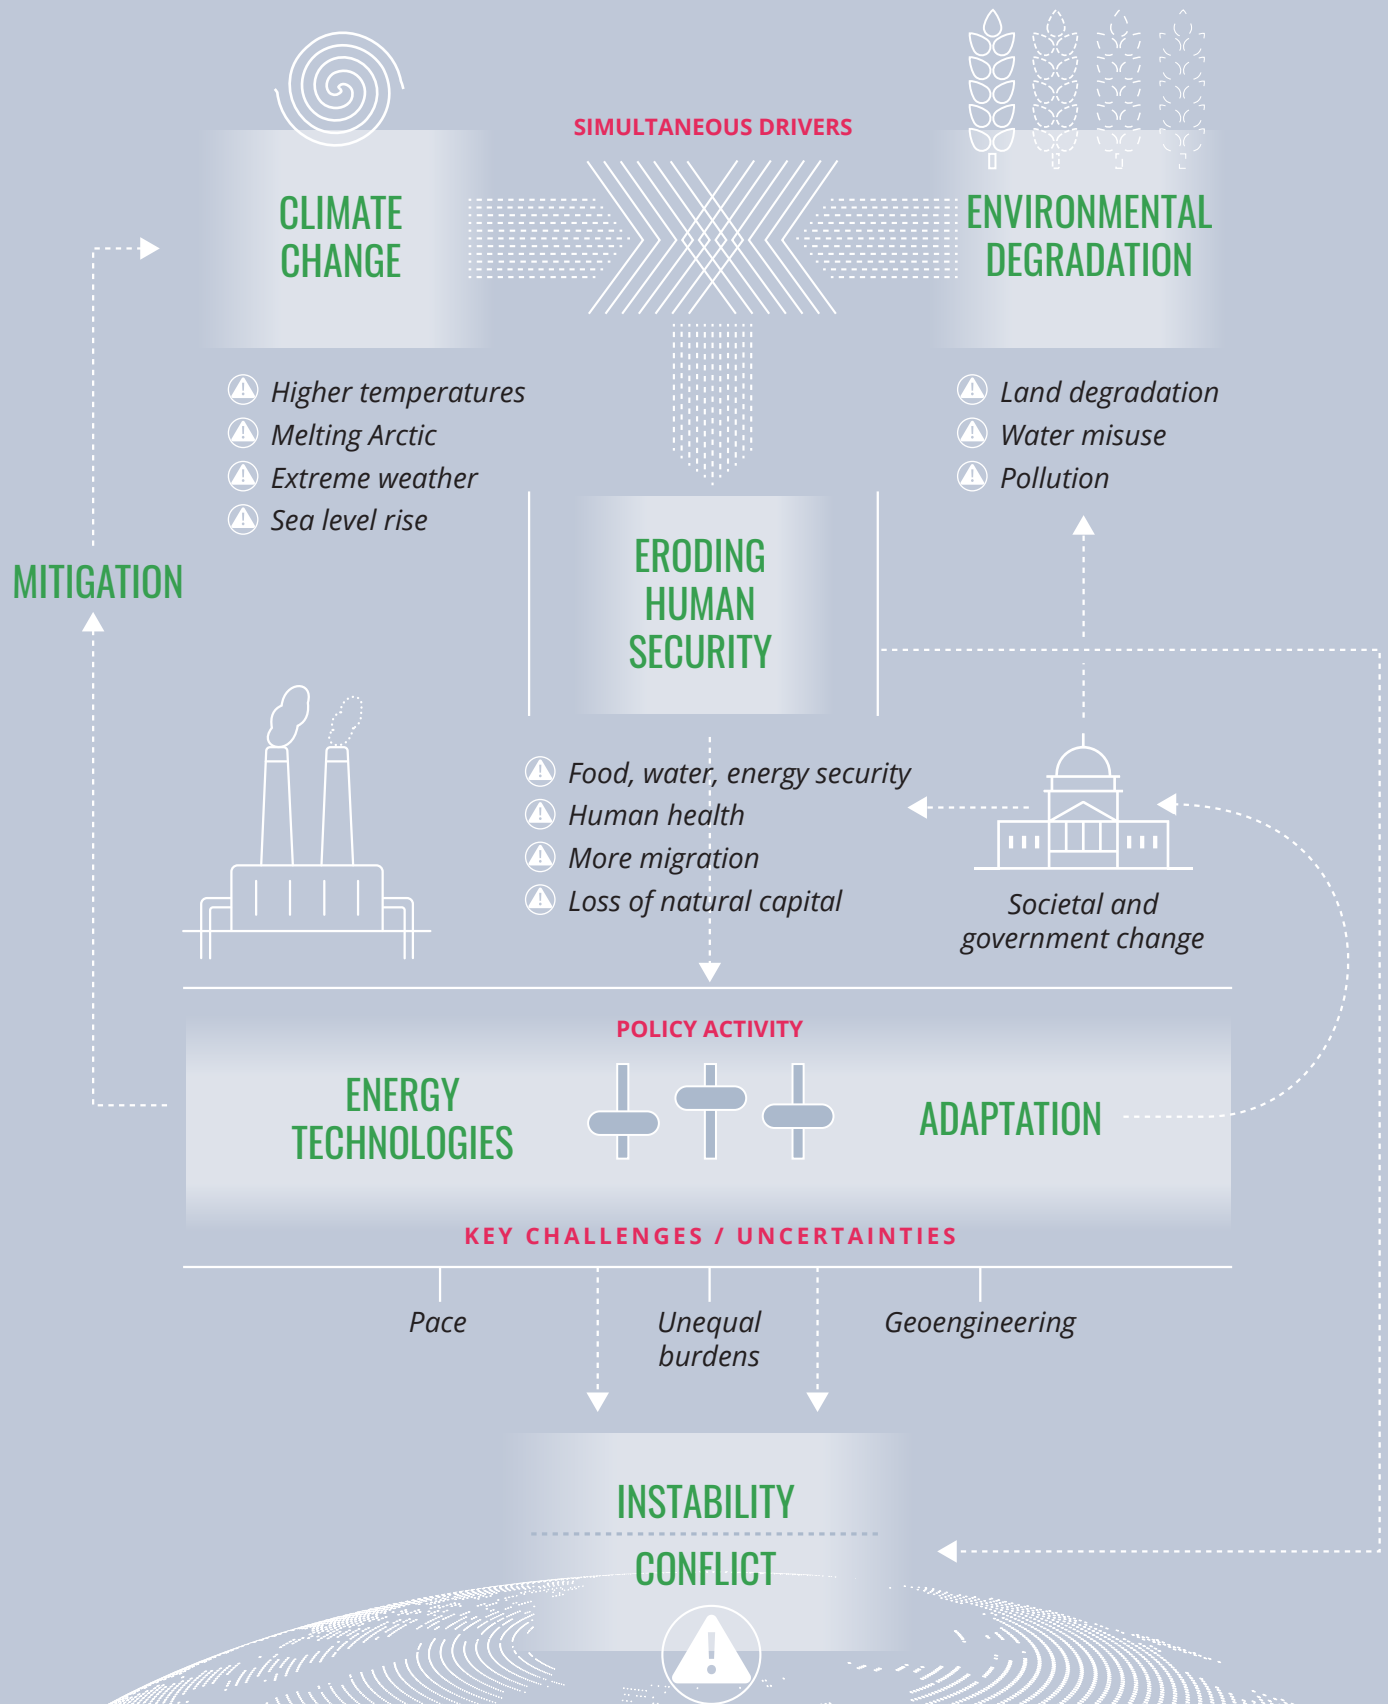 SIMULTANEOUS DRIVERS
CLIMATE
CHANGE
ENVIRONMENTAL
DEGRADATION
Higher temperatures
Melting Arctic
Extreme weather
Sea level rise
Land degradation
Water misuse
Pollution
MITIGATION
ERODING
HUMAN
SECURITY
Food, water, energy security
Human health
More migration
Loss of natural capital
Societal and
government change
POLICY ACTIVITY
ENERGY
TECHNOLOGIES
ADAPTATION
KEY CHALLENGES / UNCERTAINTIES
Pace
Unequal
burdens
Geoengineering
INSTABILITY
CONFLICT